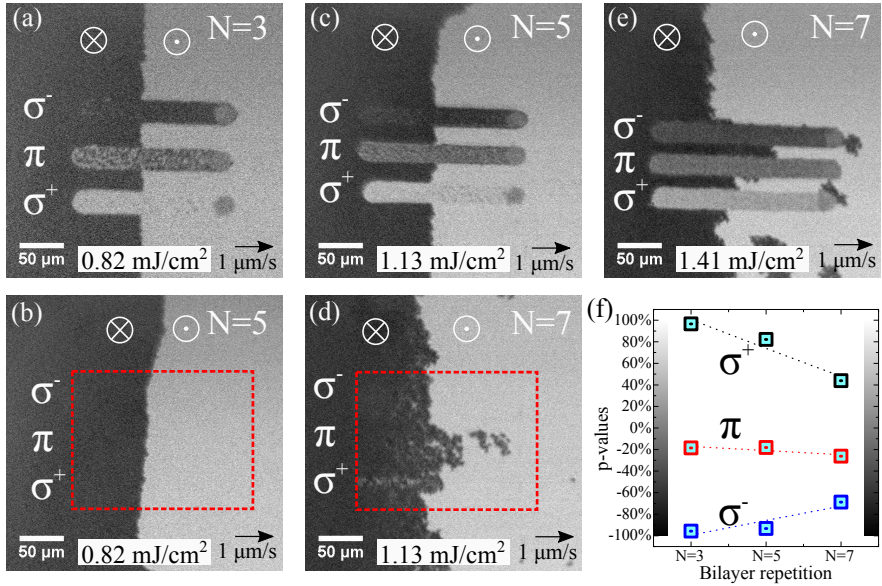 (a) N=3
σ⁻
π
σ⁺
50 μm 0.82 mJ/cm² 1 μm/s
(c) N=5
σ⁻
π
σ⁺
50 μm 1.13 mJ/cm² 1 μm/s
(e) N=7
σ⁻
π
σ⁺
50 μm 1.41 mJ/cm² 1 μm/s
(b) N=5
σ⁻
π
σ⁺
50 μm 0.82 mJ/cm² 1 μm/s
(d) N=7
σ⁻
π
σ⁺
50 μm 1.13 mJ/cm² 1 μm/s
(f)
p-values
100%
80%
60%
40%
20%
0%
-20%
-40%
-60%
-80%
-100%
σ⁺
π
σ⁻
N=3 N=5 N=7
Bilayer repetition